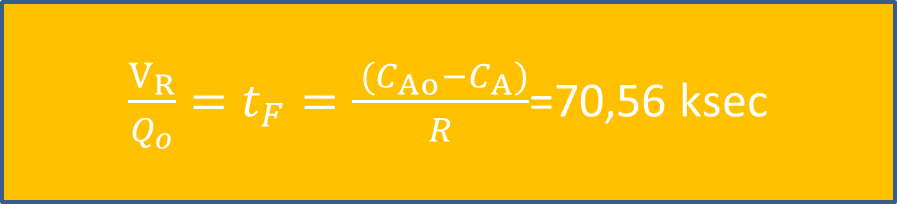 V_R/Q_o = t_F = (C_Ao−C_A)/R=70,56 ksec